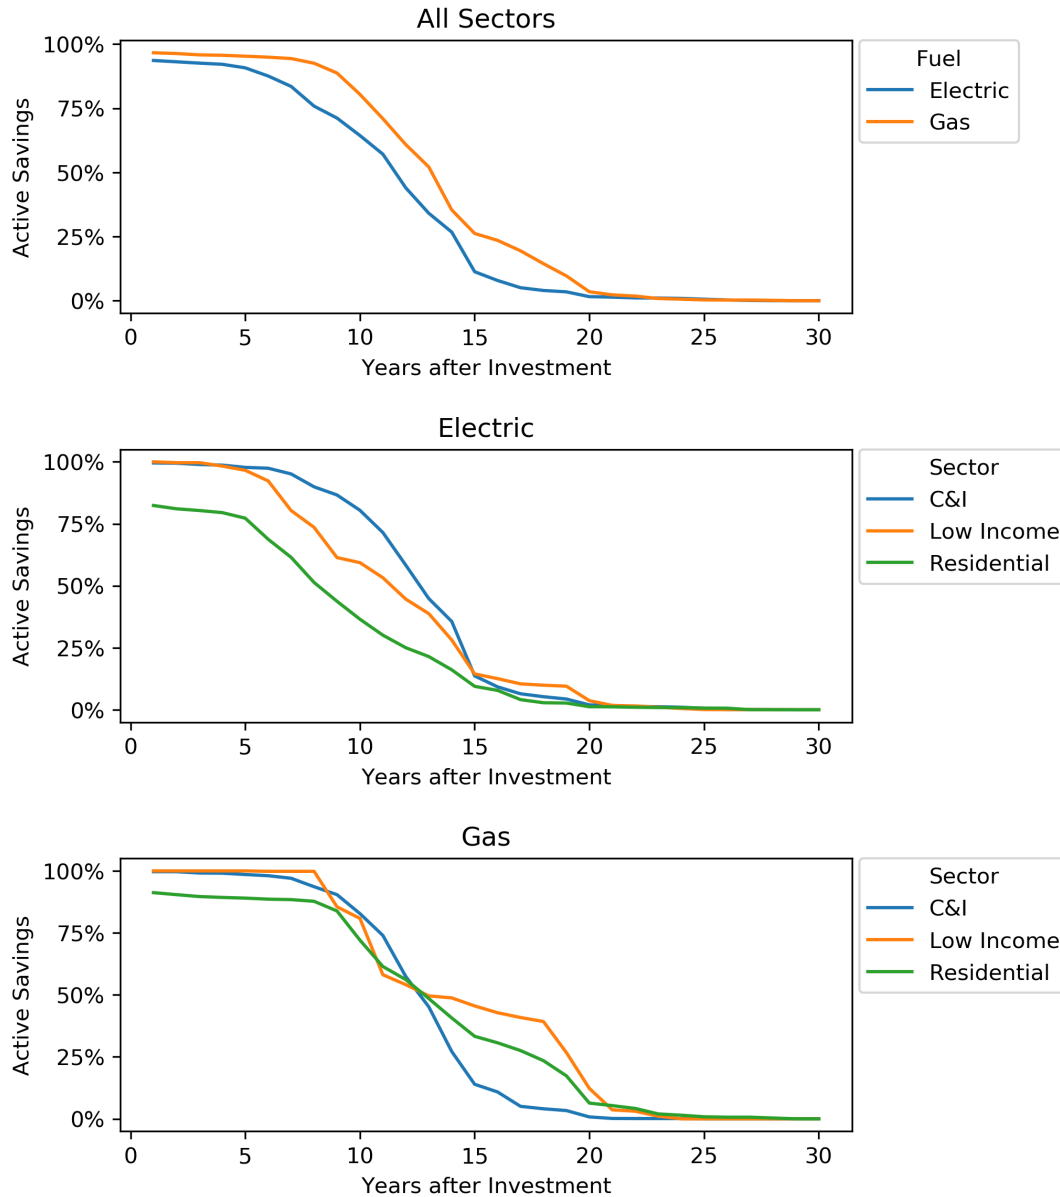 All Sectors
100%
75%
50%
25%
0%
Active Savings
0 5 10 15 20 25 30
Years after Investment
Fuel
Electric
Gas
Electric
100%
75%
50%
25%
0%
Active Savings
0 5 10 15 20 25 30
Years after Investment
Sector
C&I
Low Income
Residential
Gas
100%
75%
50%
25%
0%
Active Savings
0 5 10 15 20 25 30
Years after Investment
Sector
C&I
Low Income
Residential